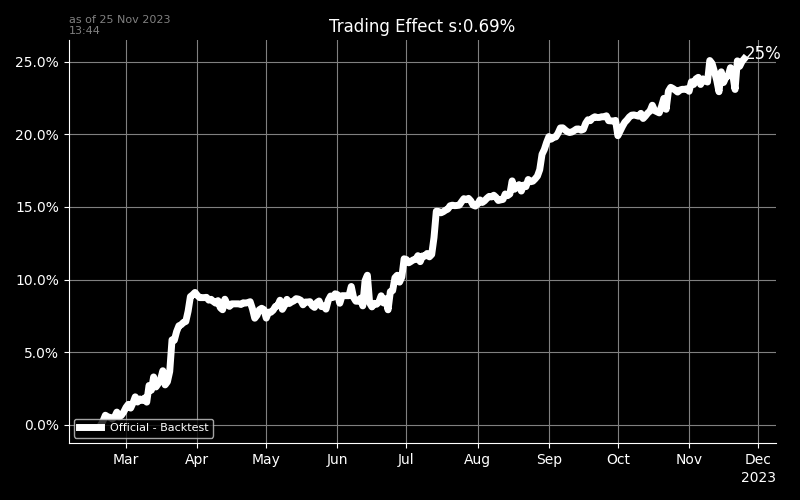 as of 25 Nov 2023
13:44
Trading Effect s:0.69%
25.0%
25%
20.0%
15.0%
10.0%
5.0%
0.0%
Official - Backtest
Mar Apr May Jun Jul Aug Sep Oct Nov Dec
2023